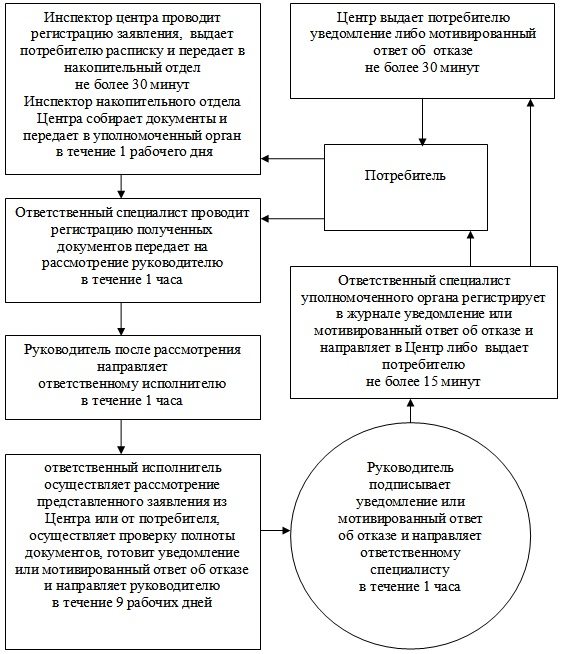 Инспектор центра проводит
регистрацию заявления, выдает
потребителю расписку и передает в
накопительный отдел
не более 30 минут
Инспектор накопительного отдела
Центра собирает документы и
передает в уполномоченный орган
в течение 1 рабочего дня
Центр выдает потребителю
уведомление либо мотивированный
ответ об отказе
не более 30 минут
Потребитель
Ответственный специалист проводит
регистрацию полученных
документов передает на
рассмотрение руководителю
в течение 1 часа
Ответственный специалист
уполномоченного органа регистрирует
в журнале уведомление или
мотивированный ответ об отказе и
направляет в Центр либо выдает
потребителю
не более 15 минут
Руководитель после рассмотрения
направляет
ответственному исполнителю
в течение 1 часа
ответственный исполнитель
осуществляет рассмотрение
представленного заявления из
Центра или от потребителя,
осуществляет проверку полноты
документов, готовит уведомление
или мотивированный ответ об отказе
и направляет руководителю
в течение 9 рабочих дней
Руководитель
подписывает
уведомление или
мотивированный ответ
об отказе и направляет
ответственному
специалисту
в течение 1 часа